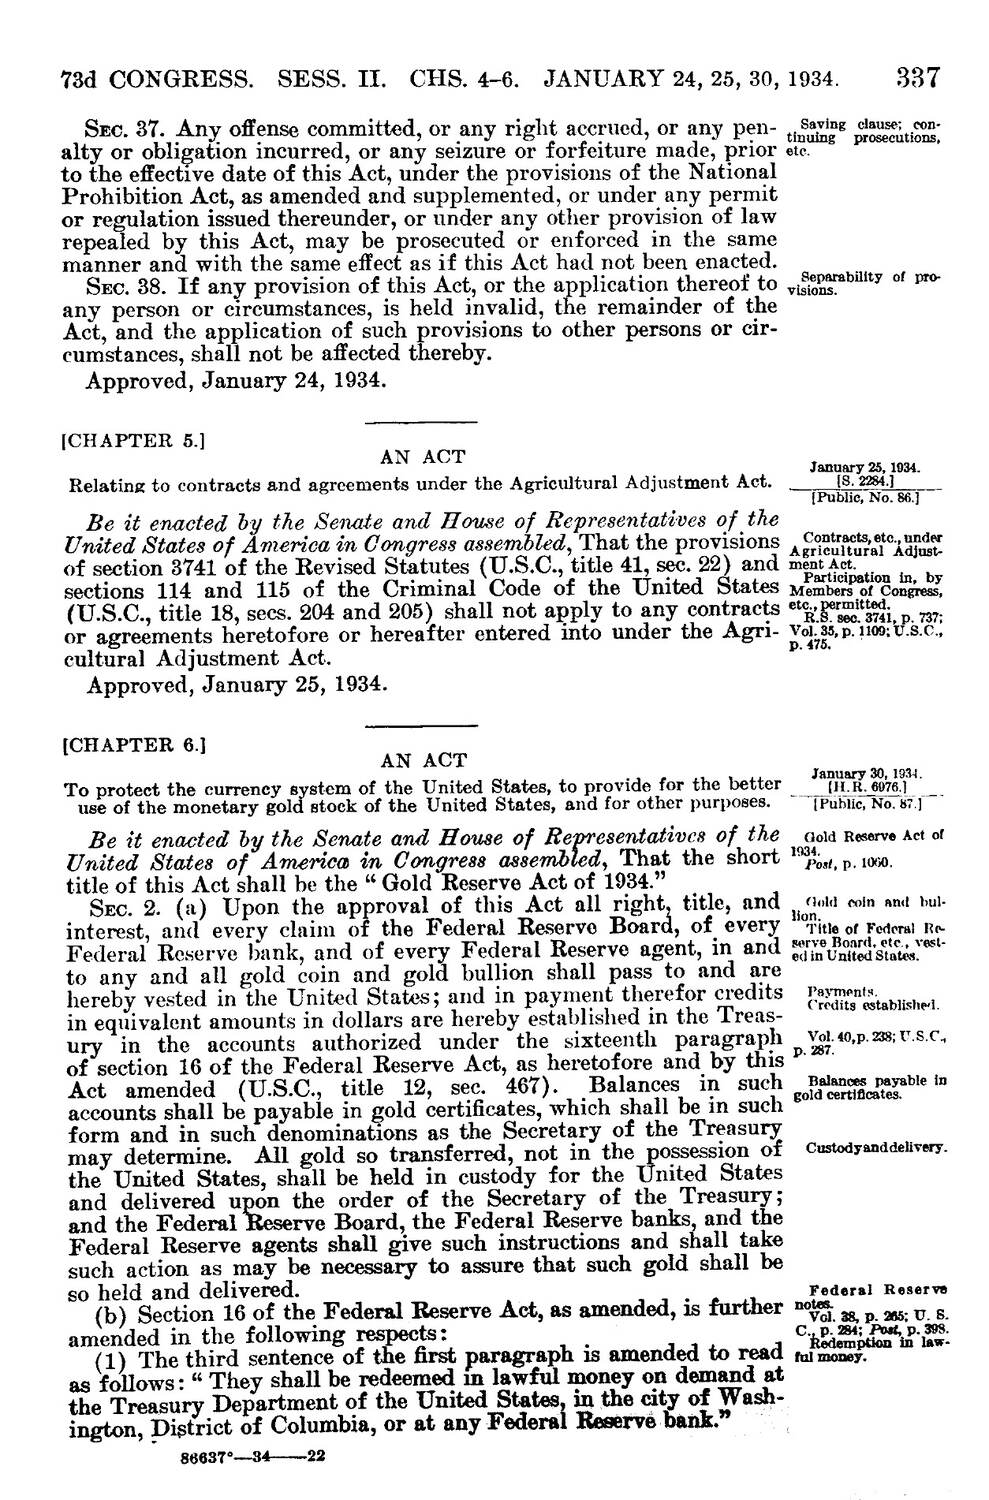 73d CONGRESS. SESS. II. CHS. 4-6. JANUARY 24, 25, 30, 1934. 337
SEC. 37. Any offense committed, or any right accrued, or any pen-
alty or obligation incurred, or any seizure or forfeiture made, prior
to the effective date of this Act, under the provisions of the National
Prohibition Act, as amended and supplemented, or under any permit
or regulation issued thereunder, or under any other provision of law
repealed by this Act, may be prosecuted or enforced in the same
manner and with the same effect as if this Act had not been enacted.
Saving clause; con-
tinuing prosecutions,
etc.
SEC. 38. If any provision of this Act, or the application thereof to
any person or circumstances, is held invalid, the remainder of the
Act, and the application of such provisions to other persons or cir-
cumstances, shall not be affected thereby.
Separability of pro-
visions.
Approved, January 24, 1934.
[CHAPTER 5.]
AN ACT
Relating to contracts and agreements under the Agricultural Adjustment Act.
January 25, 1934.
[S. 2284.]
[Public, No. 86.]
Be it enacted by the Senate and House of Representatives of the
United States of America in Congress assembled, That the provisions
of section 3741 of the Revised Statutes (U.S.C., title 41, sec. 22) and
sections 114 and 115 of the Criminal Code of the United States
(U.S.C., title 18, secs. 204 and 205) shall not apply to any contracts
or agreements heretofore or hereafter entered into under the Agri-
cultural Adjustment Act.
Contracts, etc., under
Agricultural Adjust-
ment Act.
Participation in, by
Members of Congress,
etc., permitted.
R.S. sec. 3741, p. 737;
Vol. 35, p. 1109; U.S.C.,
p. 475.
Approved, January 25, 1934.
[CHAPTER 6.]
AN ACT
To protect the currency system of the United States, to provide for the better
use of the monetary gold stock of the United States, and for other purposes.
January 30, 1934.
[H.R. 6976.]
[Public, No. 87.]
Be it enacted by the Senate and House of Representatives of the
United States of America in Congress assembled, That the short
title of this Act shall be the "Gold Reserve Act of 1934."
Gold Reserve Act of
1934.
Post, p. 1060.
SEC. 2. (a) Upon the approval of this Act all right, title, and
interest, and every claim of the Federal Reserve Board, of every
Federal Reserve bank, and of every Federal Reserve agent, in and
to any and all gold coin and gold bullion shall pass to and are
hereby vested in the United States; and in payment therefor credits
in equivalent amounts in dollars are hereby established in the Treas-
ury in the accounts authorized under the sixteenth paragraph
of section 16 of the Federal Reserve Act, as heretofore and by this
Act amended (U.S.C., title 12, sec. 467). Balances in such
accounts shall be payable in gold certificates, which shall be in such
form and in such denominations as the Secretary of the Treasury
may determine. All gold so transferred, not in the possession of
the United States, shall be held in custody for the United States
and delivered upon the order of the Secretary of the Treasury;
and the Federal Reserve Board, the Federal Reserve banks, and the
Federal Reserve agents shall give such instructions and shall take
such action as may be necessary to assure that such gold shall be
so held and delivered.
Gold coin and bul-
lion.
Title of Federal Re-
serve Board, etc., vest-
ed in United States.
Payments.
Credits established.
Vol. 40, p. 238; U.S.C.,
p. 287.
Balances payable in
gold certificates.
Custody and delivery.
(b) Section 16 of the Federal Reserve Act, as amended, is further
amended in the following respects:
(1) The third sentence of the first paragraph is amended to read
as follows: "They shall be redeemed in lawful money on demand at
the Treasury Department of the United States, in the city of Wash-
ington, District of Columbia, or at any Federal Reserve bank."
Federal Reserve
notes.
Vol. 38, p. 265; U. S.
C., p. 284; Post, p. 398.
Redemption in law-
ful money.
86637°—34——22